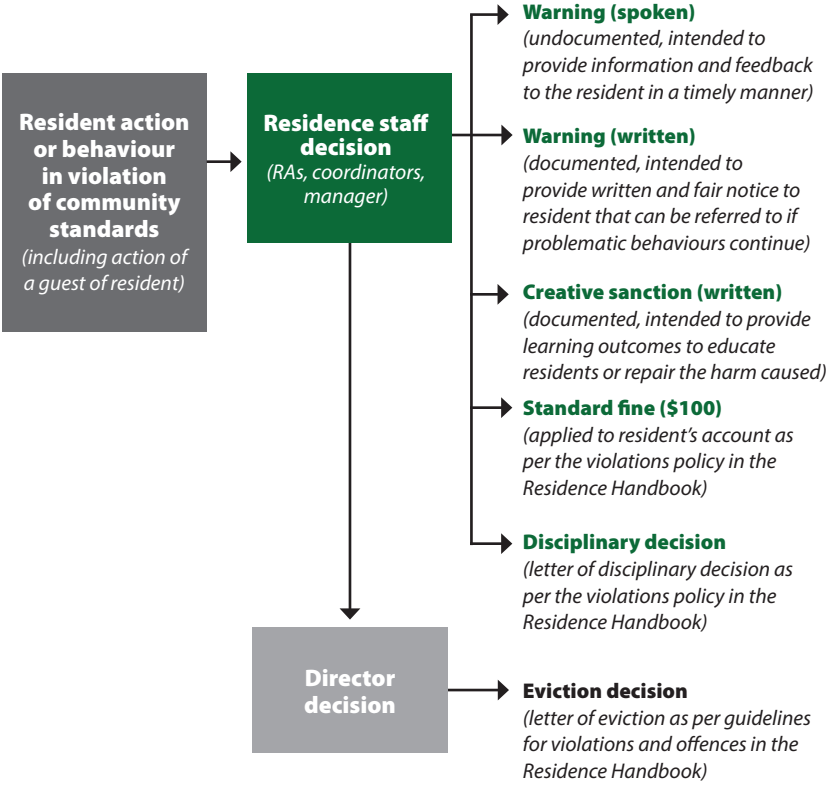 Resident action
or behaviour
in violation
of community
standards
(including action of
a guest of resident)
Residence staff
decision
(RAs, coordinators,
manager)
Warning (spoken)
(undocumented, intended to
provide information and feedback
to the resident in a timely manner)
Warning (written)
(documented, intended to
provide written and fair notice to
resident that can be referred to if
problematic behaviours continue)
Creative sanction (written)
(documented, intended to provide
learning outcomes to educate
residents or repair the harm caused)
Standard fine ($100)
(applied to resident’s account as
per the violations policy in the
Residence Handbook)
Disciplinary decision
(letter of disciplinary decision as
per the violations policy in the
Residence Handbook)
Director
decision
Eviction decision
(letter of eviction as per guidelines
for violations and offences in the
Residence Handbook)